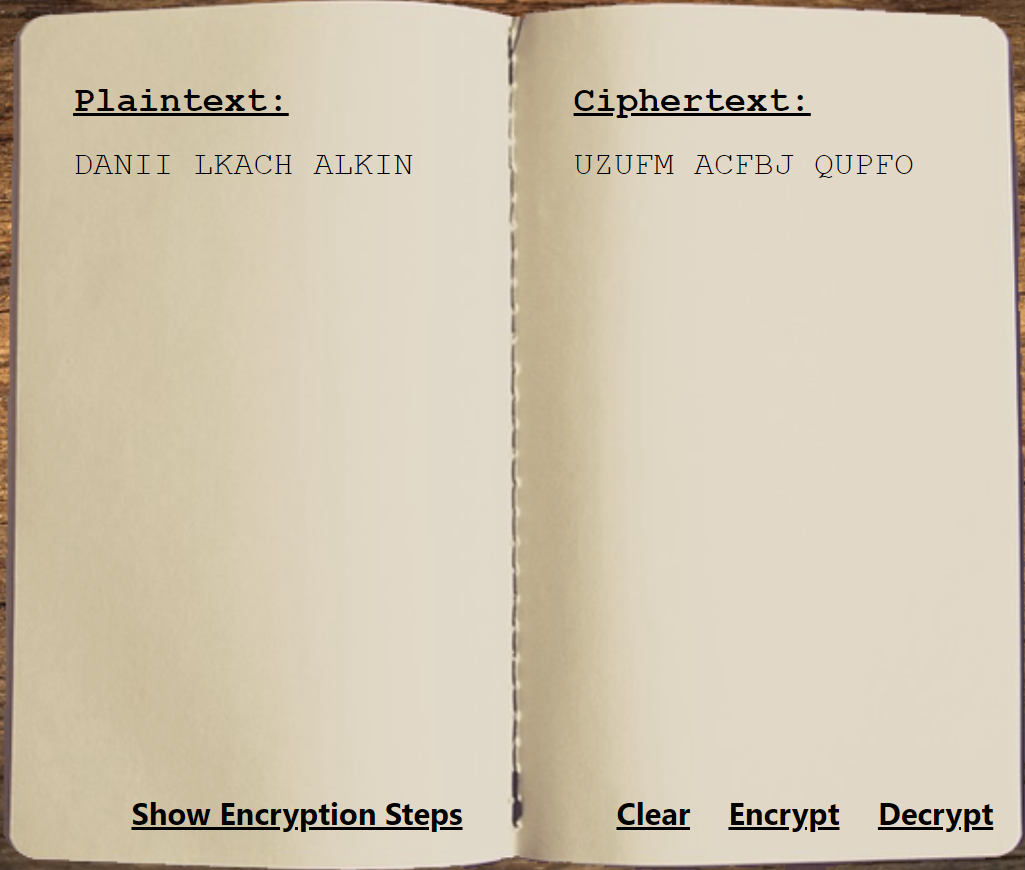 Plaintext:
DANII LKACH ALKIN
Ciphertext:
UZUFM ACFBJ QUPFO
Show Encryption Steps
Clear Encrypt Decrypt